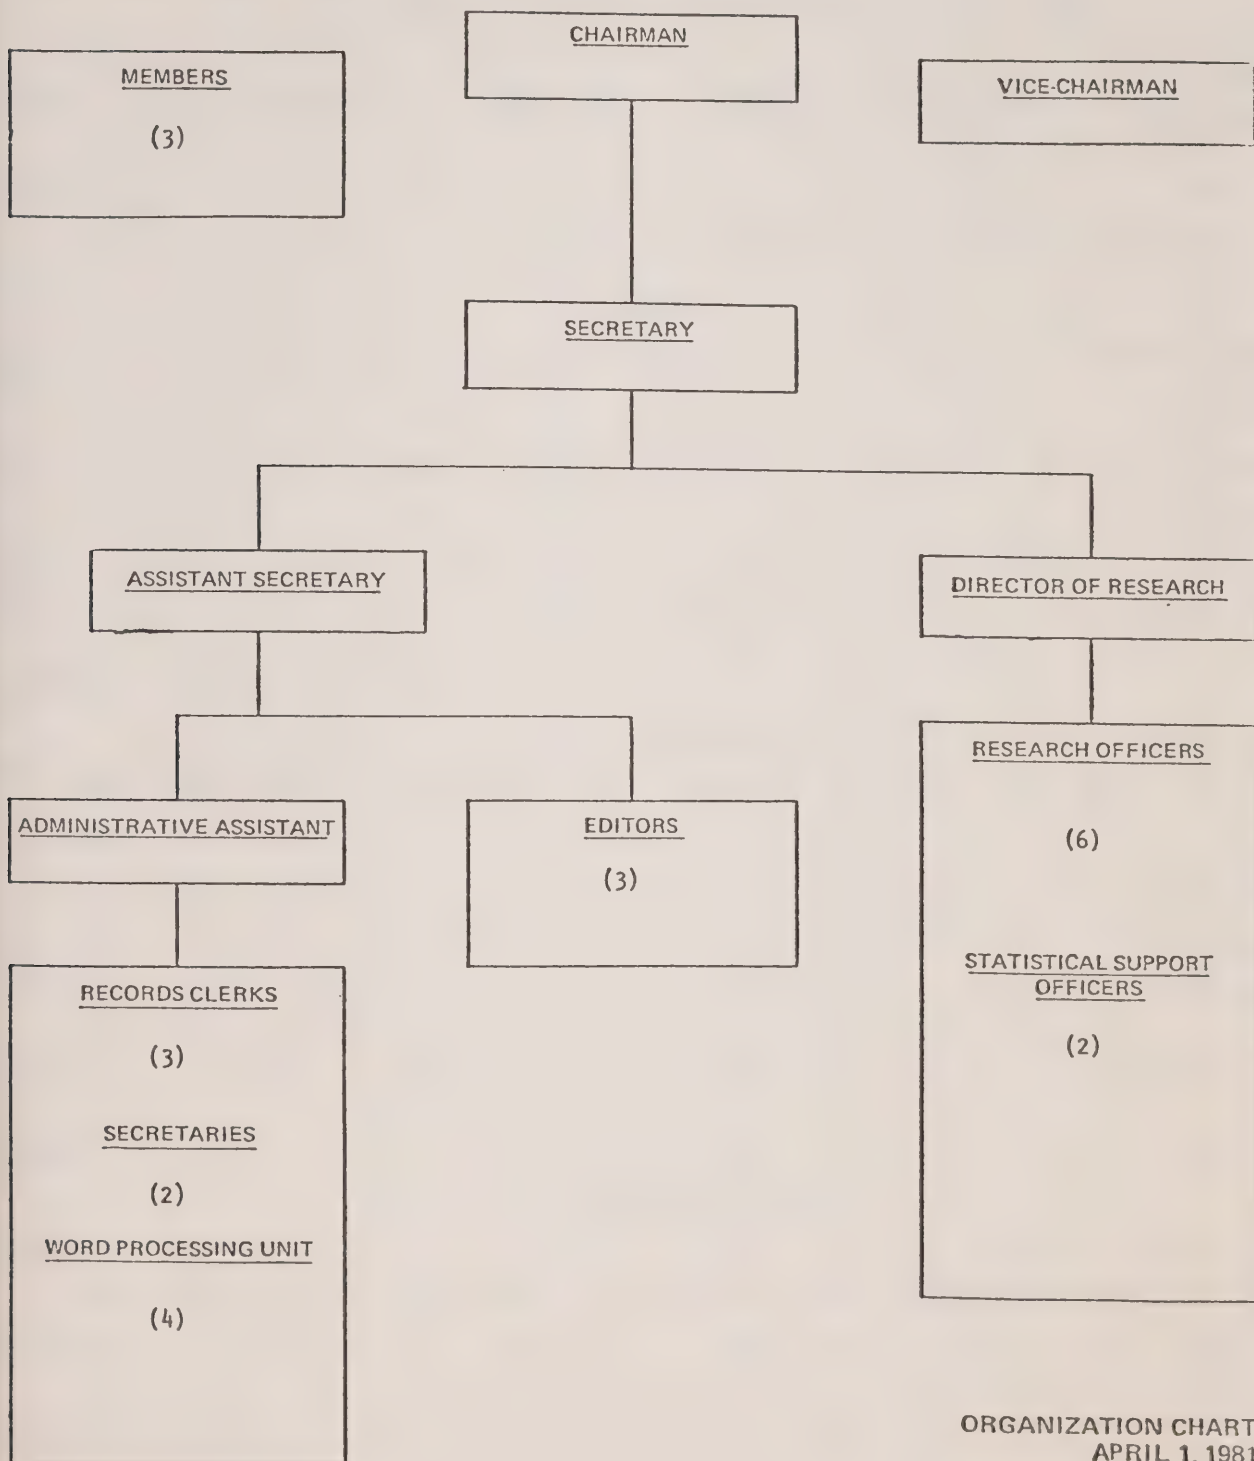 CHAIRMAN
MEMBERS
(3)
VICE-CHAIRMAN
SECRETARY
ASSISTANT SECRETARY
DIRECTOR OF RESEARCH
ADMINISTRATIVE ASSISTANT
EDITORS
(3)
RESEARCH OFFICERS
(6)
STATISTICAL SUPPORT
OFFICERS
(2)
RECORDS CLERKS
(3)
SECRETARIES
(2)
WORD PROCESSING UNIT
(4)
ORGANIZATION CHART
APRIL 1, 1981